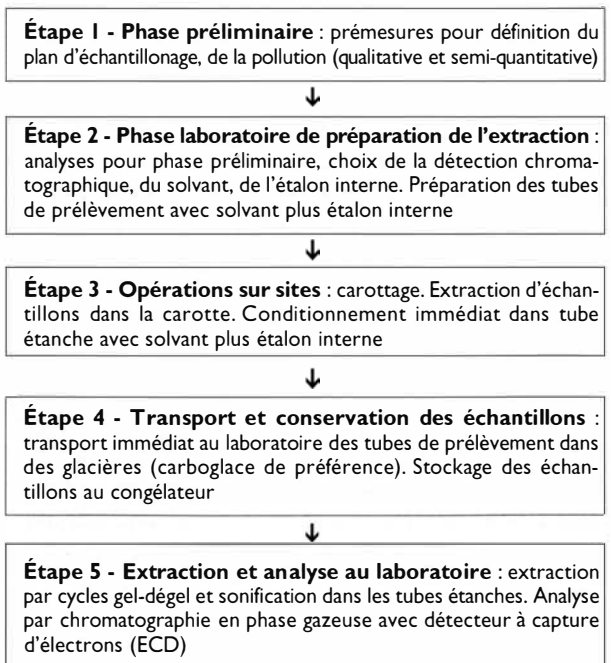 Étape 1 - Phase préliminaire : prémesures pour définition du
plan d'échantillonage, de la pollution (qualitative et semi-quantitative)
↓
Étape 2 - Phase laboratoire de préparation de l'extraction :
analyses pour phase préliminaire, choix de la détection chroma-
tographique, du solvant, de l'étalon interne. Préparation des tubes
de prélèvement avec solvant plus étalon interne
↓
Étape 3 - Opérations sur sites : carottage. Extraction d'échan-
tillons dans la carotte. Conditionnement immédiat dans tube
étanche avec solvant plus étalon interne
↓
Étape 4 - Transport et conservation des échantillons :
transport immédiat au laboratoire des tubes de prélèvement dans
des glacières (carboglace de préférence). Stockage des échan-
tillons au congélateur
↓
Étape 5 - Extraction et analyse au laboratoire : extraction
par cycles gel-dégel et sonification dans les tubes étanches. Analyse
par chromatographie en phase gazeuse avec détecteur à capture
d'électrons (ECD)